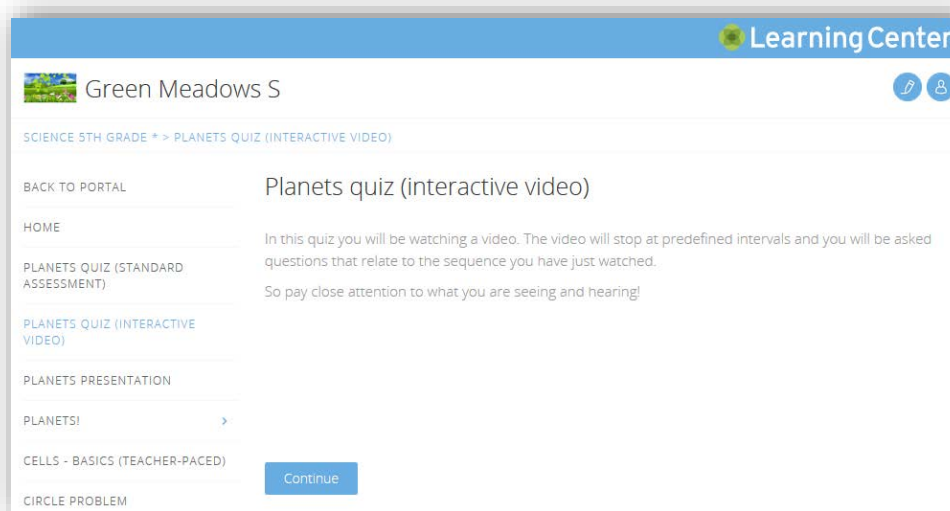 Learning Center
Green Meadows S
SCIENCE 5TH GRADE * > PLANETS QUIZ (INTERACTIVE VIDEO)
BACK TO PORTAL
HOME
PLANETS QUIZ (STANDARD
ASSESSMENT)
PLANETS QUIZ (INTERACTIVE
VIDEO)
PLANETS PRESENTATION
PLANETS!
CELLS - BASICS (TEACHER-PACED)
CIRCLE PROBLEM
Planets quiz (interactive video)
In this quiz you will be watching a video. The video will stop at predefined intervals and you will be asked
questions that relate to the sequence you have just watched.
So pay close attention to what you are seeing and hearing!
Continue